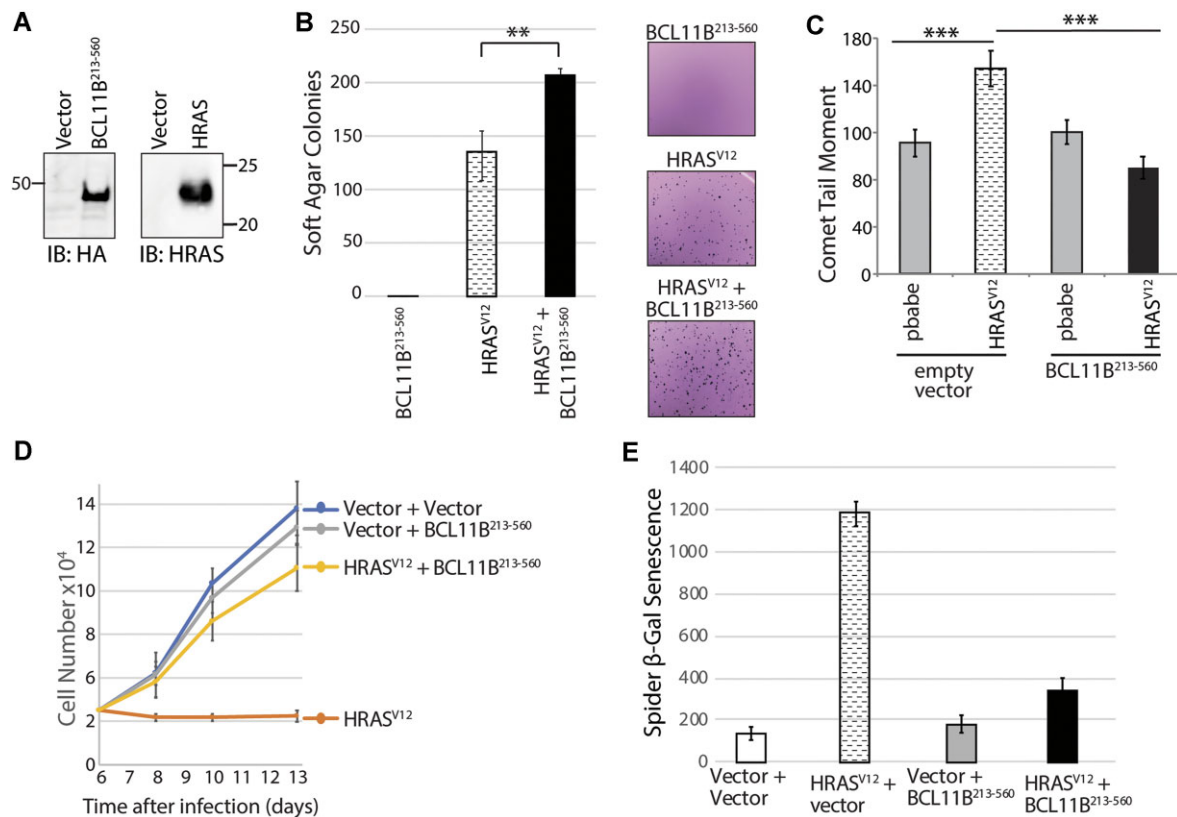 A
Vector
BCL11B²¹³⁻⁵⁶⁰
Vector
HRAS
50
25
20
IB: HA
IB: HRAS
B
Soft Agar Colonies
250
200
150
100
50
0
**
BCL11B²¹³⁻⁵⁶⁰
HRASⱽ¹²
HRASⱽ¹² +
BCL11B²¹³⁻⁵⁶⁰
BCL11B²¹³⁻⁵⁶⁰
HRASⱽ¹²
HRASⱽ¹² +
BCL11B²¹³⁻⁵⁶⁰
C
Comet Tail Moment
180
140
100
80
40
0
***
***
pbabe
HRASⱽ¹²
pbabe
HRASⱽ¹²
empty
vector
BCL11B²¹³⁻⁵⁶⁰
D
Cell Number x10⁴
14
12
10
8
6
2
0
6 7 8 9 10 11 12 13
Time after infection (days)
Vector + Vector
Vector + BCL11B²¹³⁻⁵⁶⁰
HRASⱽ¹² + BCL11B²¹³⁻⁵⁶⁰
HRASⱽ¹²
E
Spider β-Gal Senescence
1400
1200
1000
800
600
400
200
0
Vector +
Vector
HRASⱽ¹² +
vector
Vector +
BCL11B²¹³⁻⁵⁶⁰
HRASⱽ¹² +
BCL11B²¹³⁻⁵⁶⁰